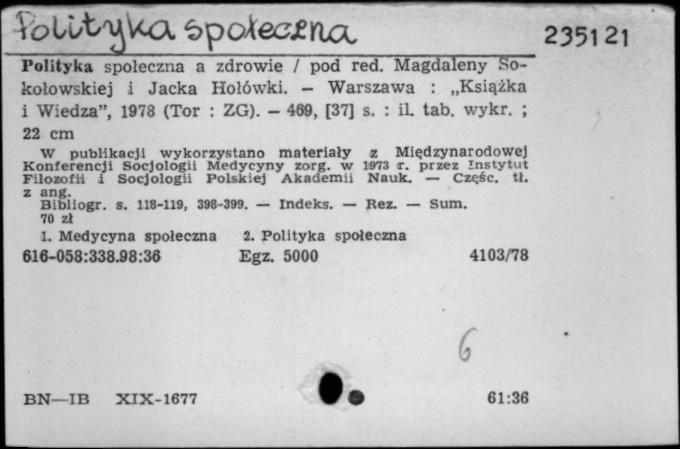 Polityka społeczna 235121
Polityka społeczna a zdrowie / pod red. Magdaleny So-
kołowskiej i Jacka Hołówki. — Warszawa : „Książka
i Wiedza”, 1978 (Tor : ZG). — 469, [37] s. : il. tab. wykr. ;
22 cm
W publikacji wykorzystano materiały z Międzynarodowej
Konferencji Socjologii Medycyny zorg. w 1973 r. przez Instytut
Filozofii i Socjologii Polskiej Akademii Nauk. — Częśc. tł.
z ang.
Bibliogr. s. 118-119, 398-399. — Indeks. — Rez. — Sum.
70 zł
1. Medycyna społeczna 2. Polityka społeczna
616-058:338.98:36 Egz. 5000 4103/78
6
BN—IB XIX-1677 61:36